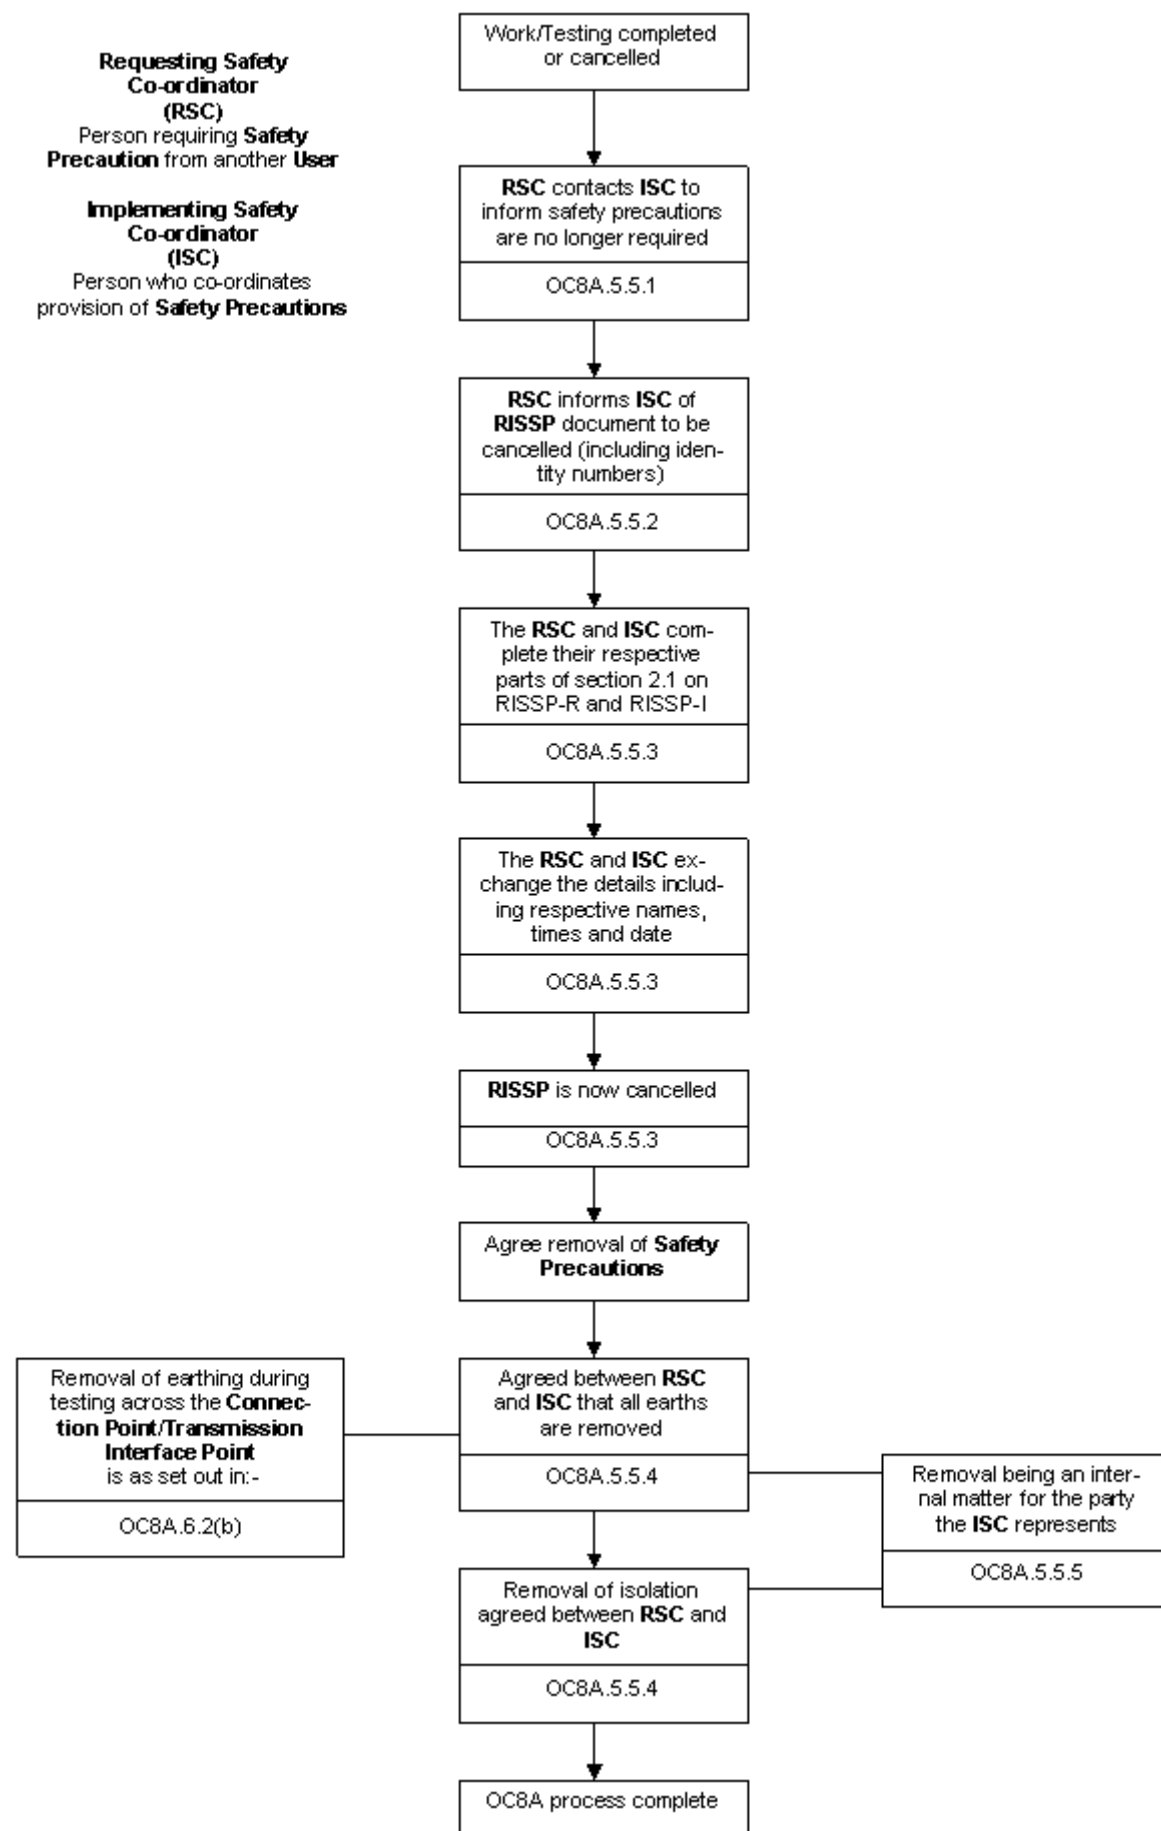 Work/Testing completed
or cancelled
Requesting Safety
Co-ordinator
(RSC)
Person requiring Safety
Precaution from another User
Implementing Safety
Co-ordinator
(ISC)
Person who co-ordinates
provision of Safety Precautions
RSC contacts ISC to
inform safety precautions
are no longer required
OC8A.5.5.1
RSC informs ISC of
RISSP document to be
cancelled (including iden-
tity numbers)
OC8A.5.5.2
The RSC and ISC com-
plete their respective
parts of section 2.1 on
RISSP-R and RISSP-I
OC8A.5.5.3
The RSC and ISC ex-
change the details includ-
ing respective names,
times and date
OC8A.5.5.3
RISSP is now cancelled
OC8A.5.5.3
Agree removal of Safety
Precautions
Removal of earthing during
testing across the Connec-
tion Point/Transmission
Interface Point
is as set out in:-
OC8A.6.2(b)
Agreed between RSC
and ISC that all earths
are removed
OC8A.5.5.4
Removal being an inter-
nal matter for the party
the ISC represents
OC8A.5.5.5
Removal of isolation
agreed between RSC and
ISC
OC8A.5.5.4
OC8A process complete